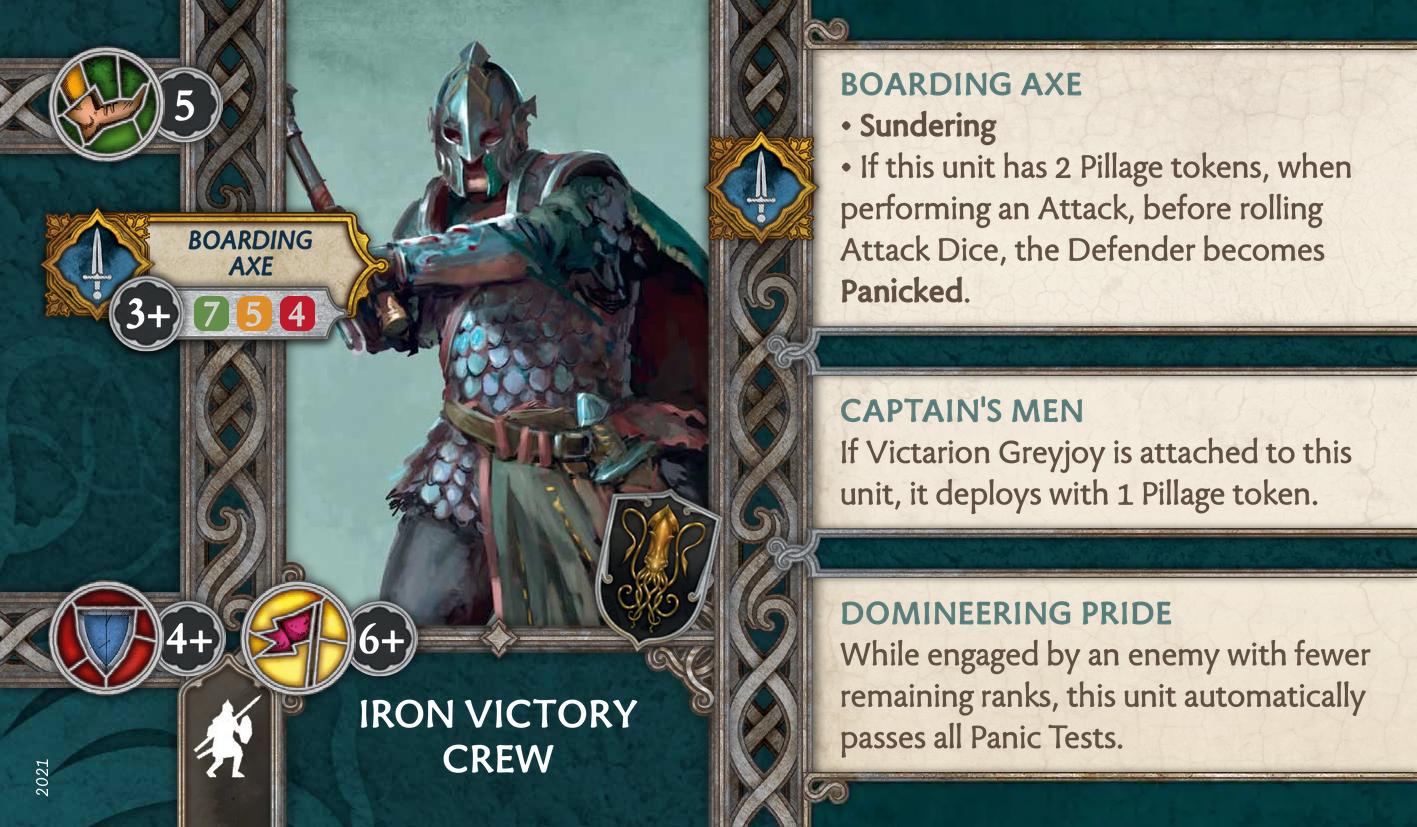 5
BOARDING
AXE
3+ 7 5 4
4+ 6+
IRON VICTORY
CREW
2021
BOARDING AXE
• Sundering
• If this unit has 2 Pillage tokens, when
performing an Attack, before rolling
Attack Dice, the Defender becomes
Panicked.
CAPTAIN'S MEN
If Victarion Greyjoy is attached to this
unit, it deploys with 1 Pillage token.
DOMINEERING PRIDE
While engaged by an enemy with fewer
remaining ranks, this unit automatically
passes all Panic Tests.